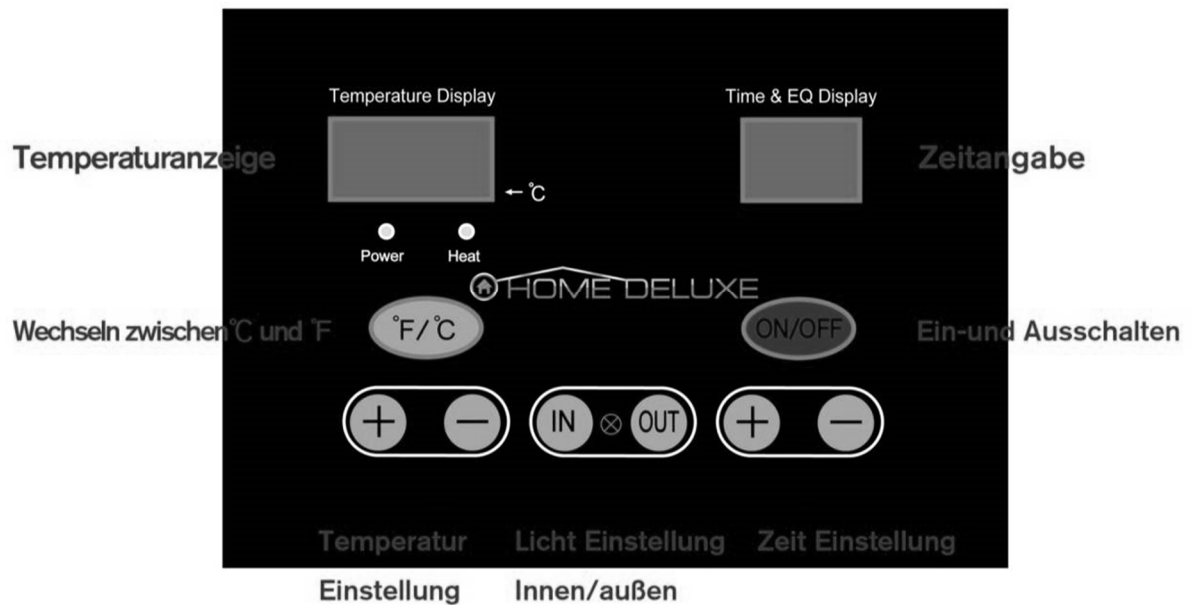 Temperature Display
Time & EQ Display
Temperaturanzeige
Zeitangabe
←℃
Power
Heat
HOME DELUXE
Wechseln zwischen℃ und ℉
℉/℃
ON/OFF
Ein-und Ausschalten
+
−
IN
OUT
+
−
Temperatur
Licht Einstellung
Zeit Einstellung
Einstellung
Innen/außen